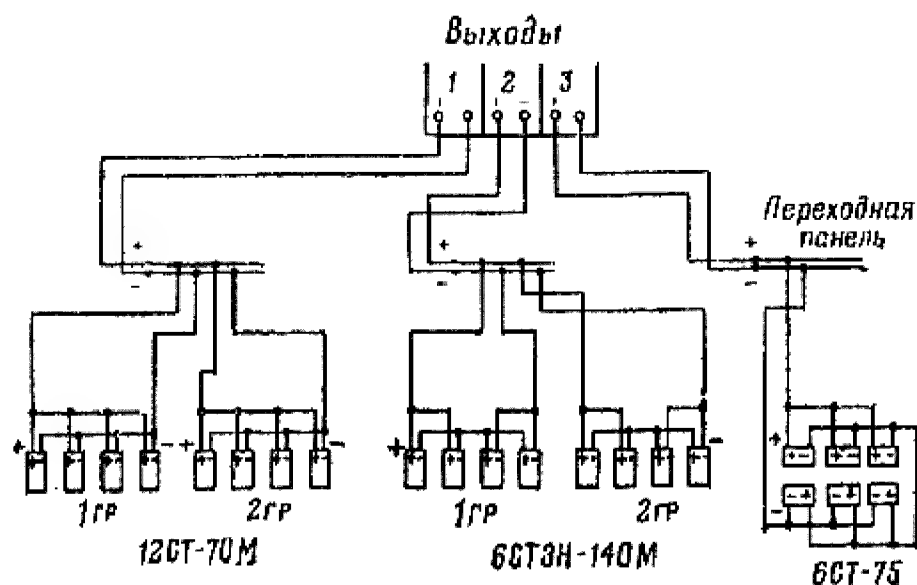 Выходы
1 2 3
Переходная
панель
+ + +
- - -
+ - + - + - + - - + + - + - + - + - -
+ + - + - + - + - + - + - + - + - -
+ + - + - + -
- - + - + - +
1гр 2гр 1гр 2гр
12СТ-70М 6СТЭН-140М 6СТ-75